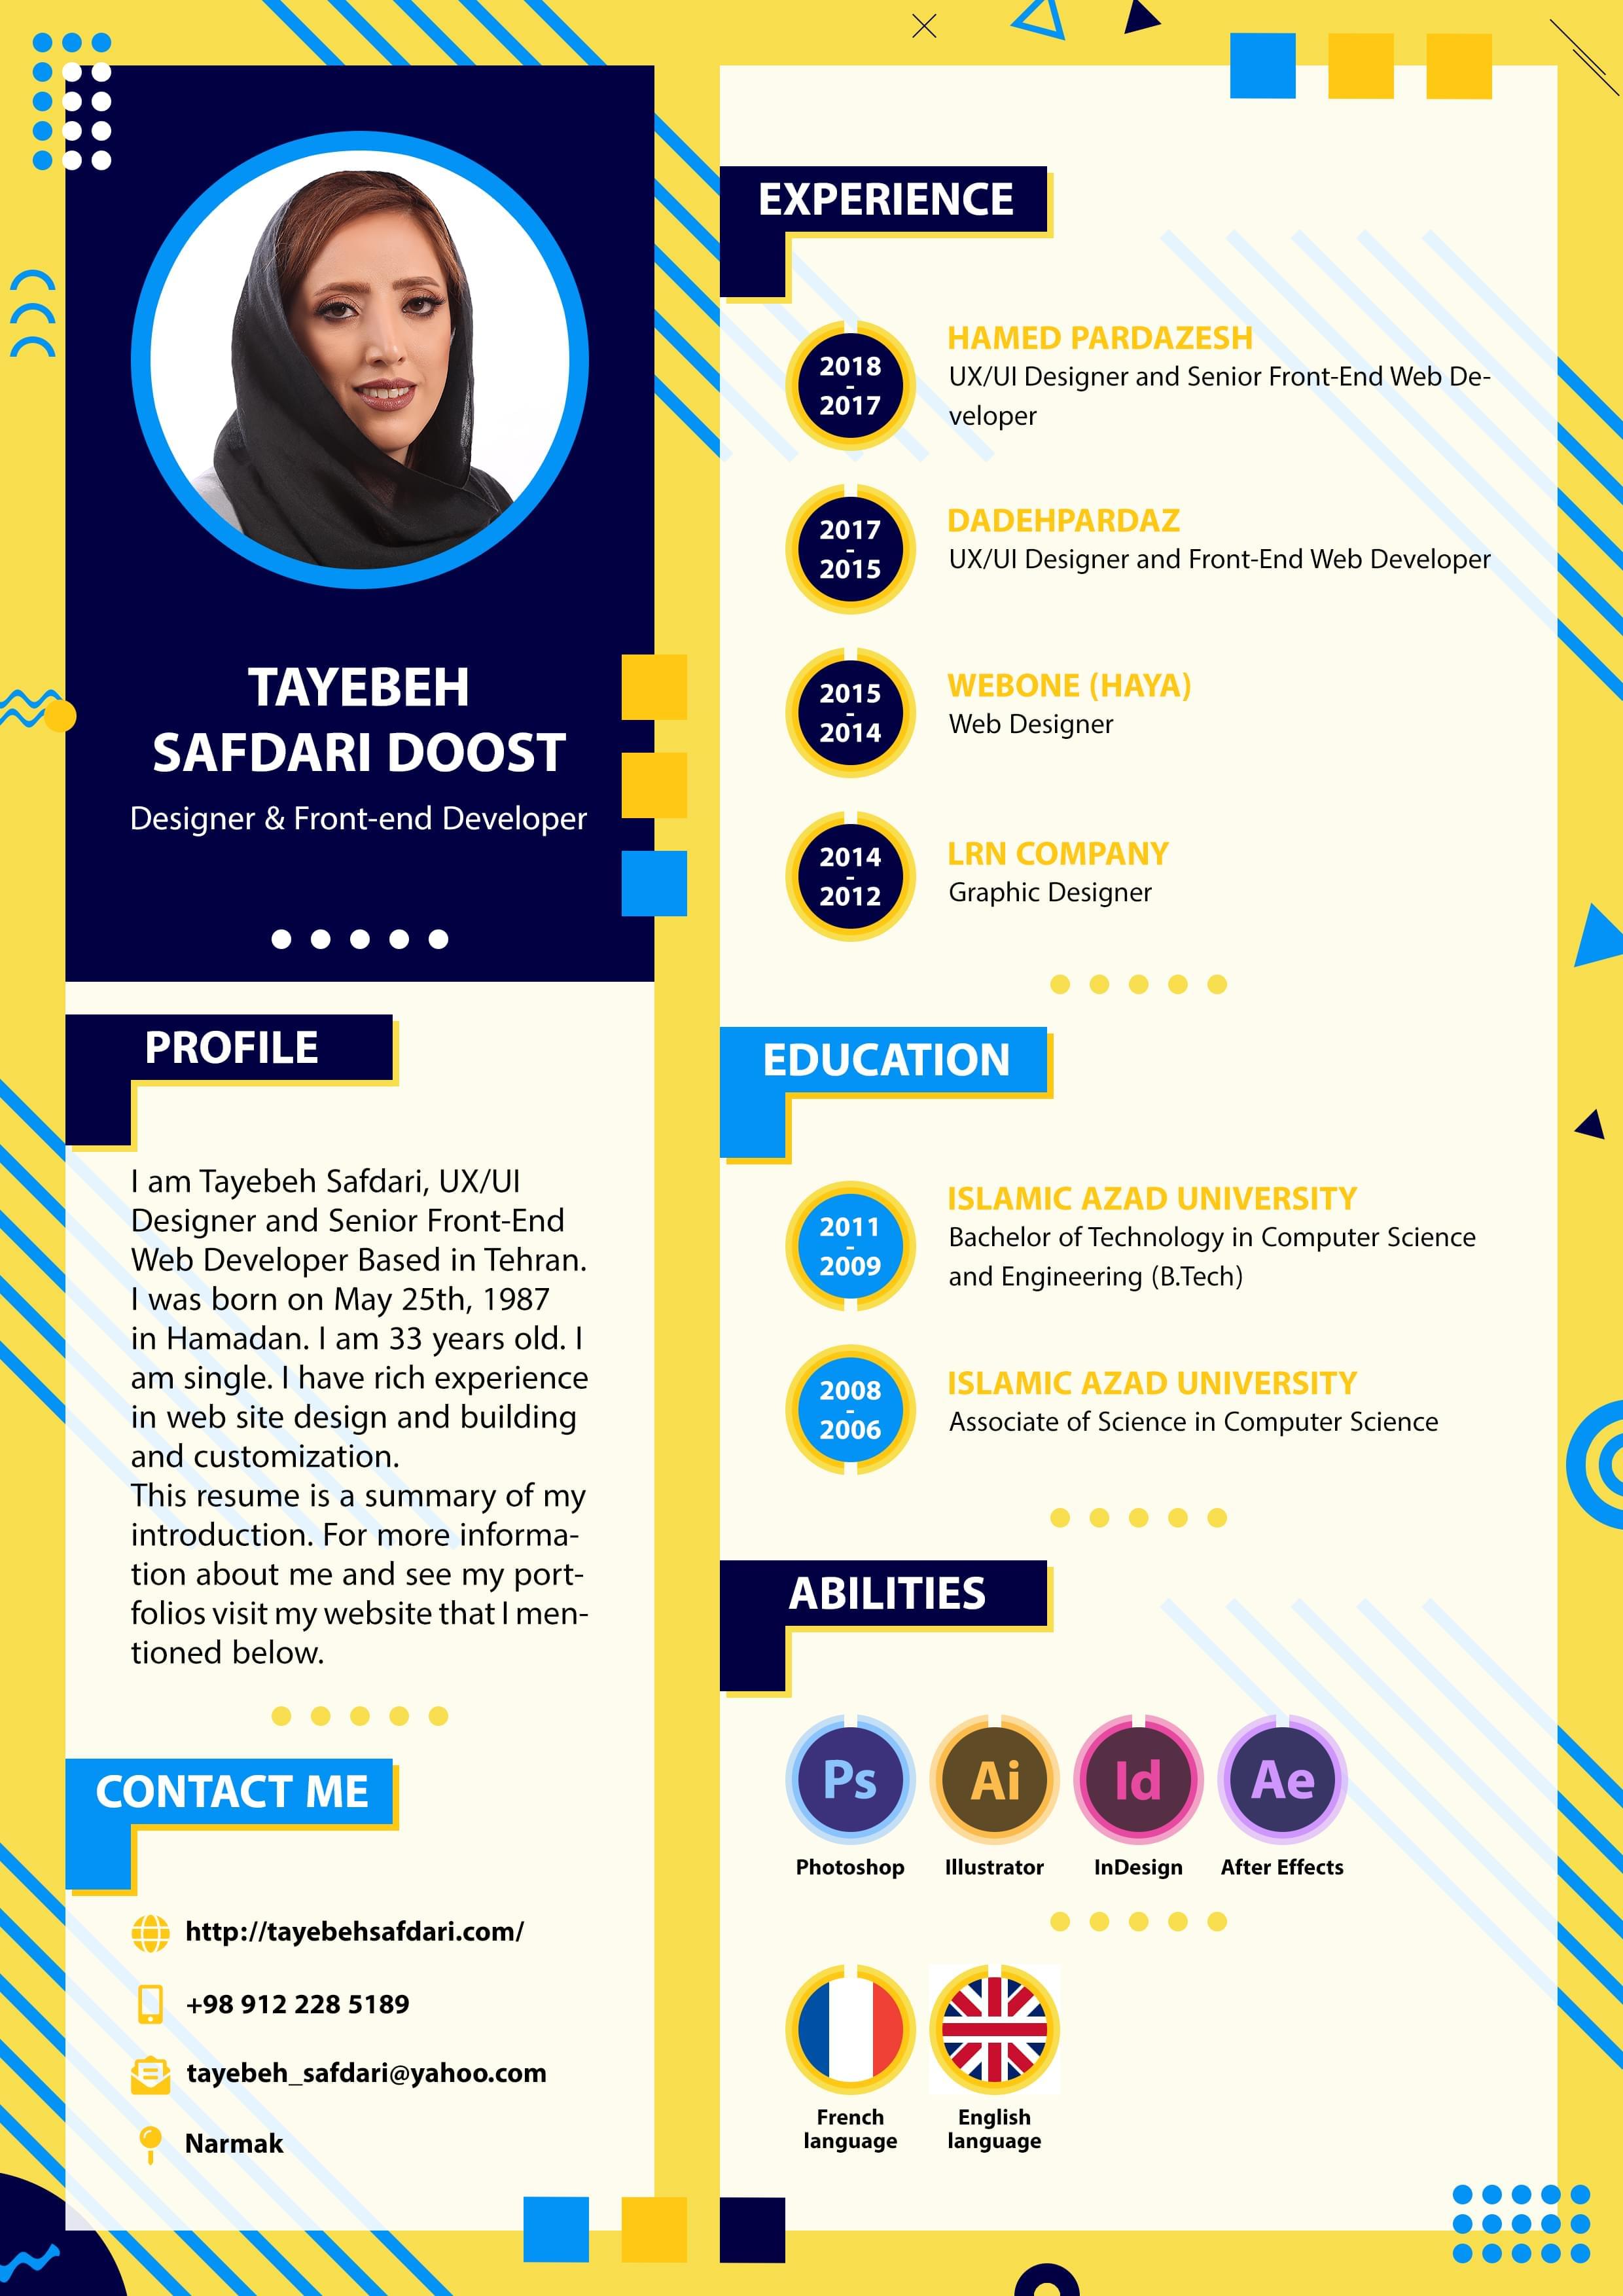 TAYEBEH
SAFDARI DOOST
Designer & Front-end Developer
PROFILE
I am Tayebeh Safdari, UX/UI
Designer and Senior Front-End
Web Developer Based in Tehran.
I was born on May 25th, 1987
in Hamadan. I am 33 years old. I
am single. I have rich experience
in web site design and building
and customization.
This resume is a summary of my
introduction. For more informa-
tion about me and see my port-
folios visit my website that I men-
tioned below.
CONTACT ME
http://tayebehsafdari.com/
+98 912 228 5189
tayebeh_safdari@yahoo.com
Narmak
EXPERIENCE
2018
-
2017
HAMED PARDAZESH
UX/UI Designer and Senior Front-End Web De-
veloper
2017
-
2015
DADEHPARDAZ
UX/UI Designer and Front-End Web Developer
2015
-
2014
WEBONE (HAYA)
Web Designer
2014
-
2012
LRN COMPANY
Graphic Designer
EDUCATION
2011
-
2009
ISLAMIC AZAD UNIVERSITY
Bachelor of Technology in Computer Science
and Engineering (B.Tech)
2008
-
2006
ISLAMIC AZAD UNIVERSITY
Associate of Science in Computer Science
ABILITIES
Ps Ai Id Ae
Photoshop Illustrator InDesign After Effects
French English
language language